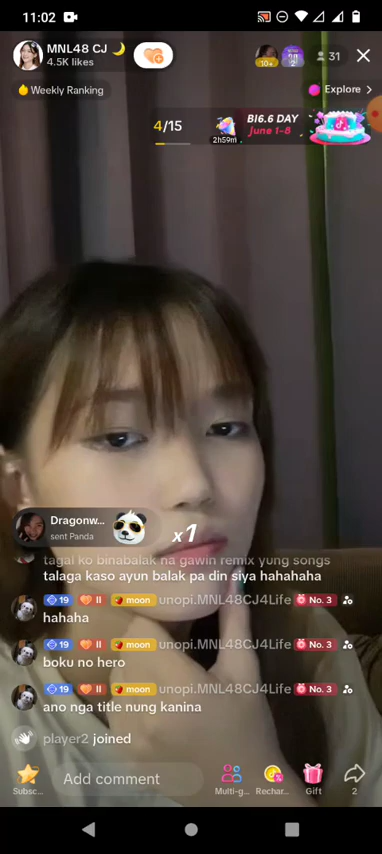 11:02
MNL48 CJ 🌙
4.5K likes
10+
31
Weekly Ranking
Explore >
4/15
BI6.6 DAY
June 1-8
2h59m
Dragonw...
sent Panda
x1
tagal ko binabalak na gawin remix yung songs
talaga kaso ayun balak pa din siya hahahaha
19 II moon unopi.MNL48CJ4Life No. 3
hahaha
19 II moon unopi.MNL48CJ4Life No. 3
boku no hero
19 II moon unopi.MNL48CJ4Life No. 3
ano nga title nung kanina
player2 joined
Add comment
Subsc... Multi-g... Rechar... Gift 2